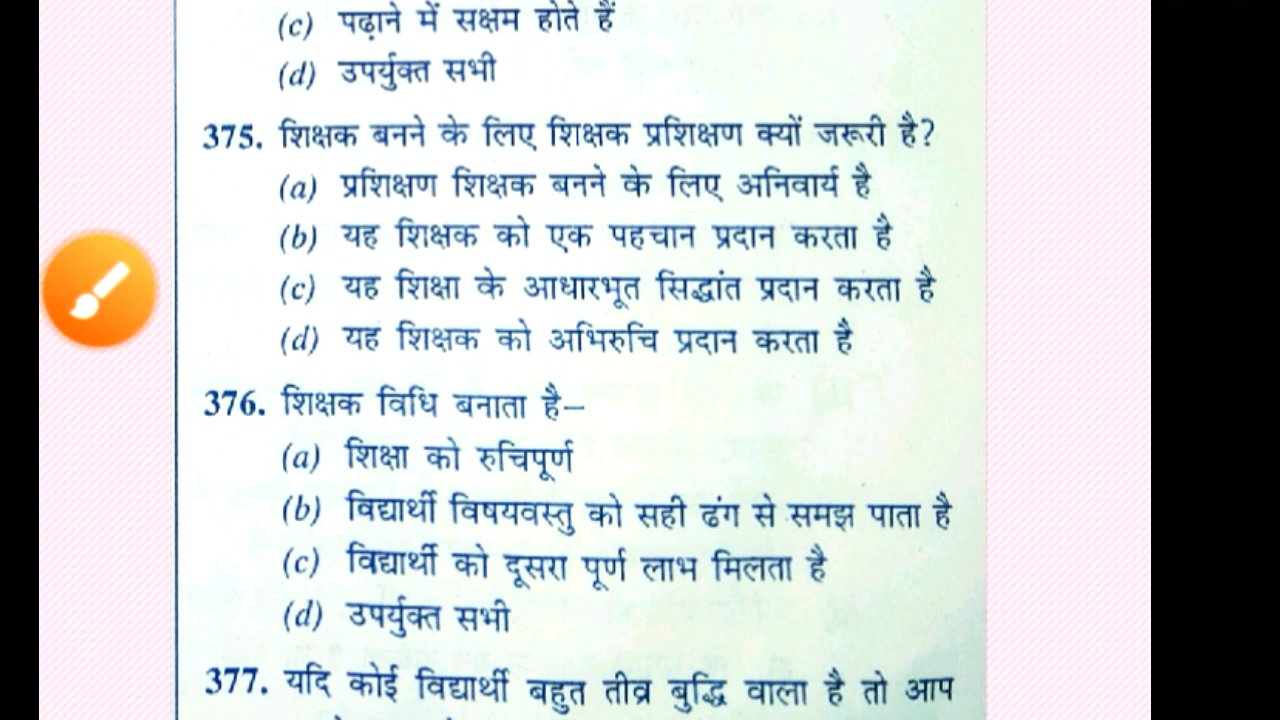 (c) पढ़ाने में सक्षम होते हैं
(d) उपर्युक्त सभी
375. शिक्षक बनने के लिए शिक्षक प्रशिक्षण क्यों जरूरी है?
(a) प्रशिक्षण शिक्षक बनने के लिए अनिवार्य है
(b) यह शिक्षक को एक पहचान प्रदान करता है
(c) यह शिक्षा के आधारभूत सिद्धांत प्रदान करता है
(d) यह शिक्षक को अभिरुचि प्रदान करता है
376. शिक्षक विधि बनाता है–
(a) शिक्षा को रुचिपूर्ण
(b) विद्यार्थी विषयवस्तु को सही ढंग से समझ पाता है
(c) विद्यार्थी को दूसरा पूर्ण लाभ मिलता है
(d) उपर्युक्त सभी
377. यदि कोई विद्यार्थी बहुत तीव्र बुद्धि वाला है तो आप